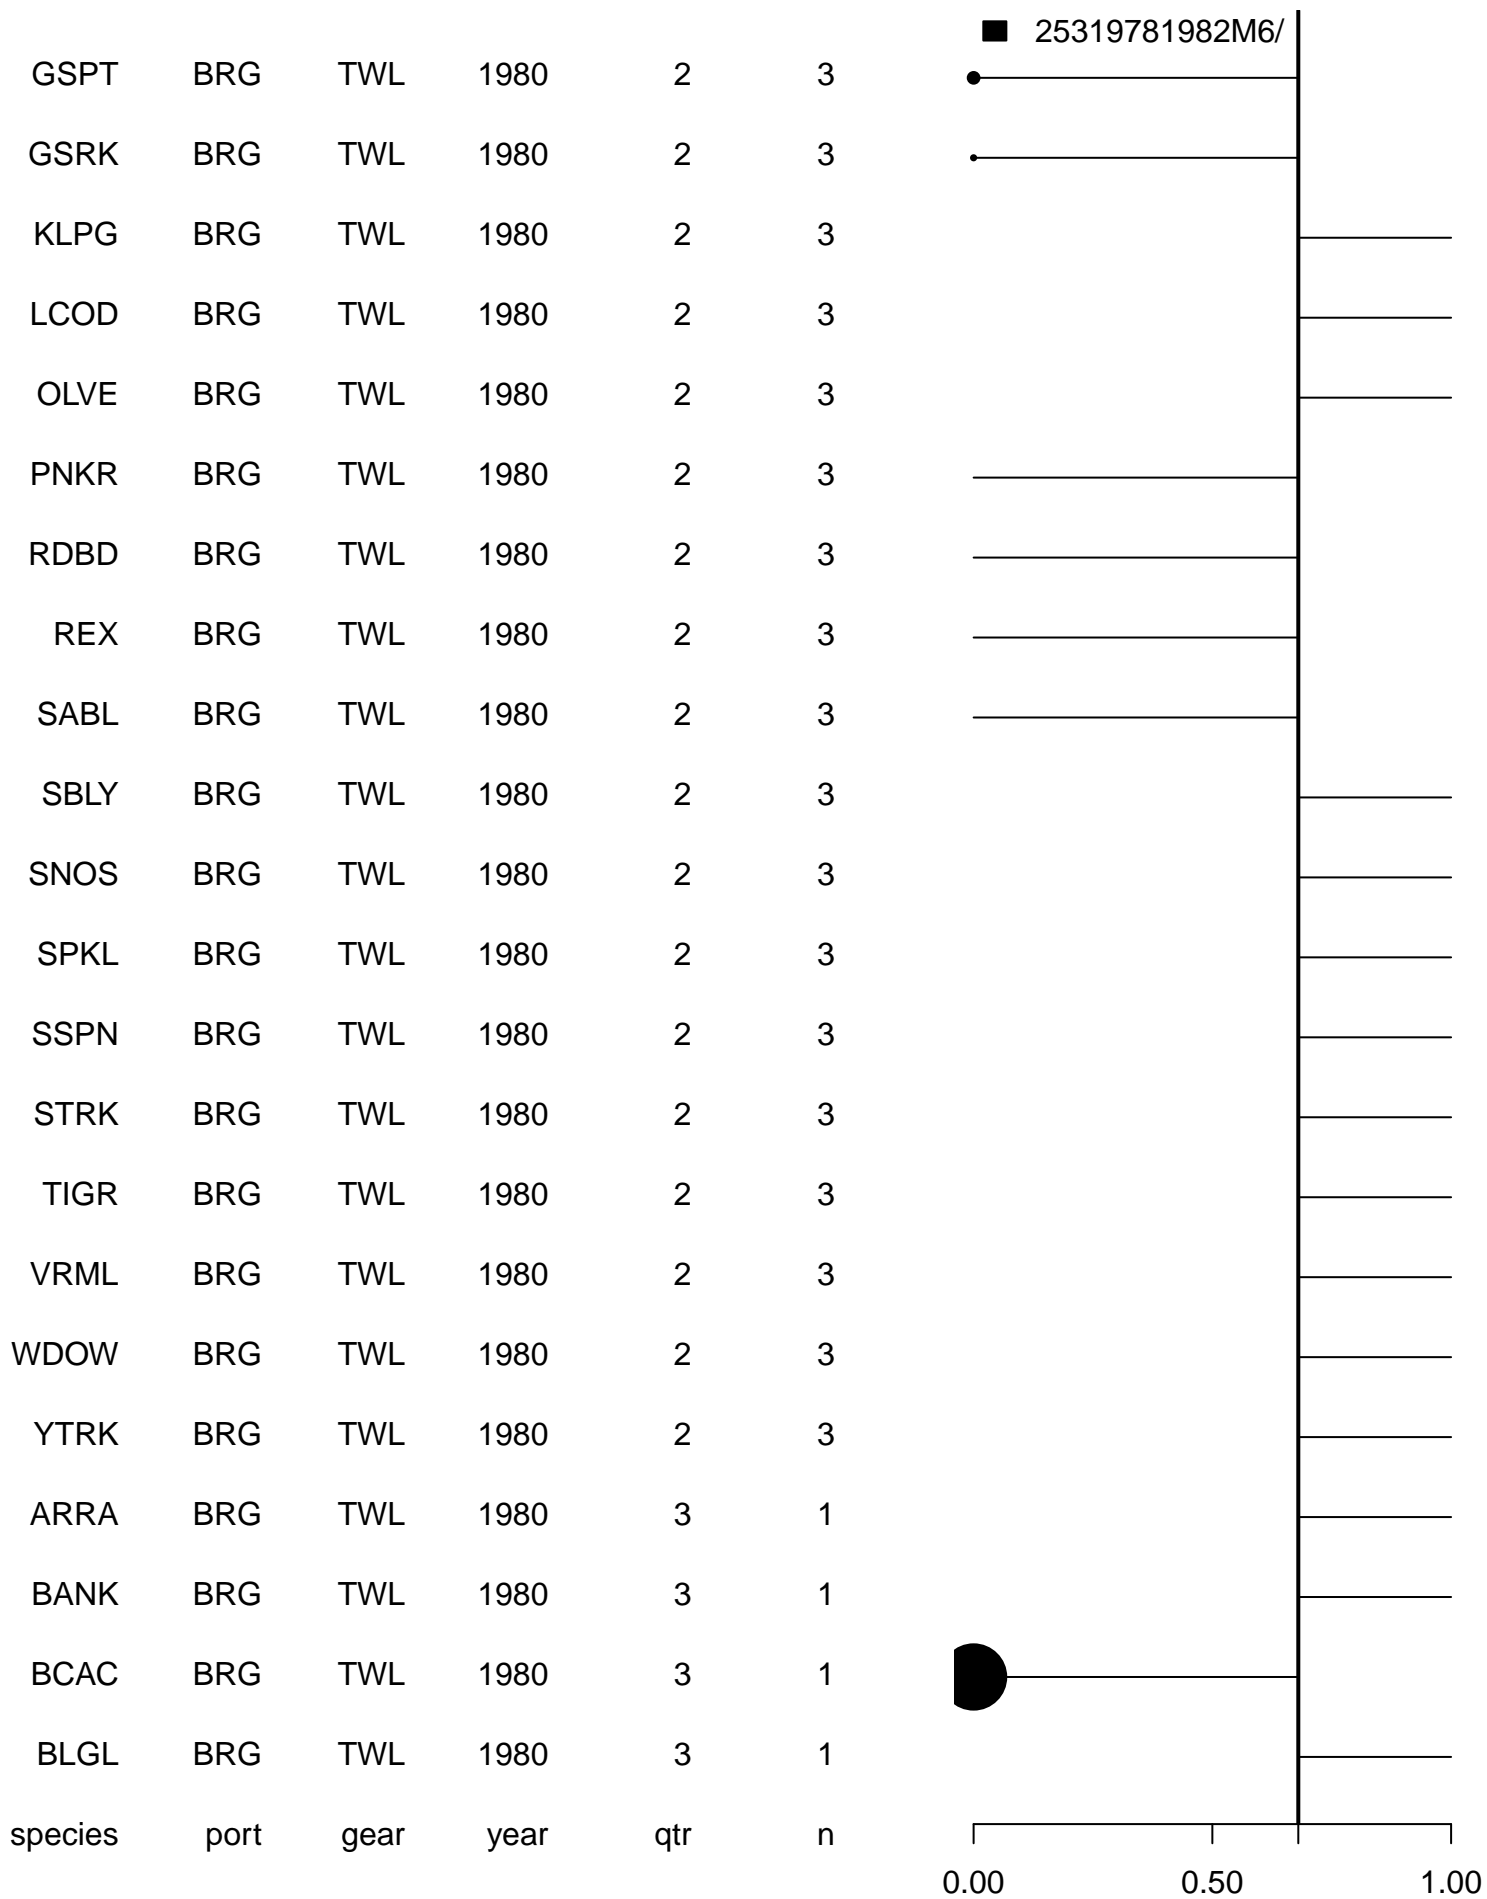 25319781982M6/
GSPT BRG TWL 1980 2 3
GSRK BRG TWL 1980 2 3
KLPG BRG TWL 1980 2 3
LCOD BRG TWL 1980 2 3
OLVE BRG TWL 1980 2 3
PNKR BRG TWL 1980 2 3
RDBD BRG TWL 1980 2 3
REX BRG TWL 1980 2 3
SABL BRG TWL 1980 2 3
SBLY BRG TWL 1980 2 3
SNOS BRG TWL 1980 2 3
SPKL BRG TWL 1980 2 3
SSPN BRG TWL 1980 2 3
STRK BRG TWL 1980 2 3
TIGR BRG TWL 1980 2 3
VRML BRG TWL 1980 2 3
WDOW BRG TWL 1980 2 3
YTRK BRG TWL 1980 2 3
ARRA BRG TWL 1980 3 1
BANK BRG TWL 1980 3 1
BCAC BRG TWL 1980 3 1
BLGL BRG TWL 1980 3 1
species port gear year qtr n
0.00 0.50 1.00